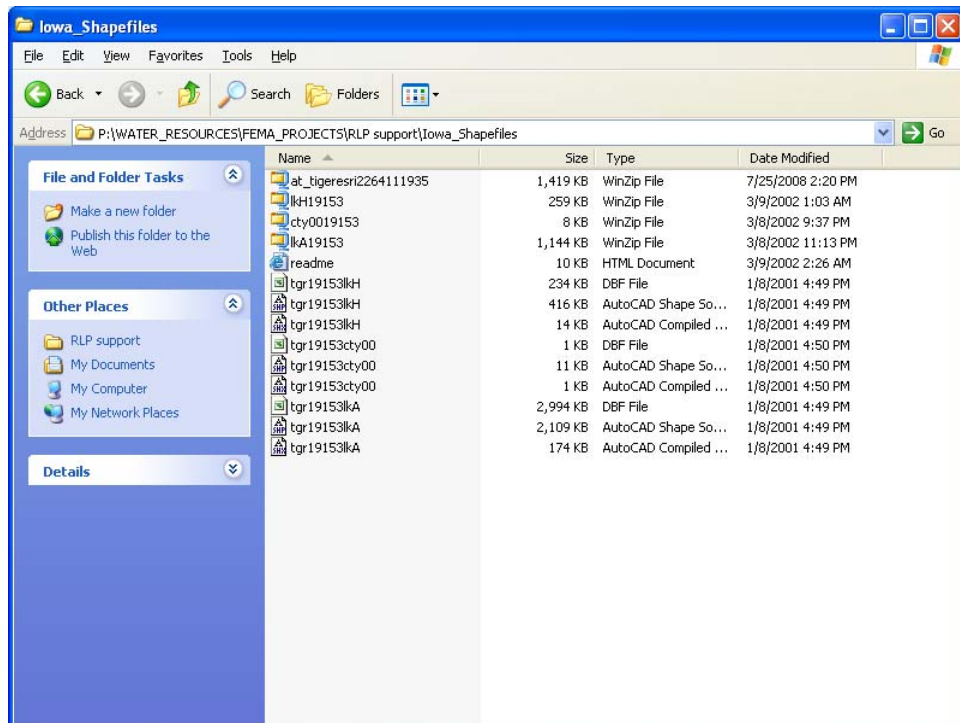 Iowa_Shapefiles
File Edit View Favorites Tools Help
Back Search Folders
Address P:\WATER_RESOURCES\FEMA_PROJECTS\RLP support\Iowa_Shapefiles Go
File and Folder Tasks
Make a new folder
Publish this folder to the
Web
Other Places
RLP support
My Documents
My Computer
My Network Places
Details
Name Size Type Date Modified
at_tigeresri2264111935 1,419 KB WinZip File 7/25/2008 2:20 PM
lkH19153 259 KB WinZip File 3/9/2002 1:03 AM
cty0019153 8 KB WinZip File 3/8/2002 9:37 PM
lkA19153 1,144 KB WinZip File 3/8/2002 11:13 PM
readme 10 KB HTML Document 3/9/2002 2:26 AM
tgr19153lkH 234 KB DBF File 1/8/2001 4:49 PM
SHP tgr19153lkH 416 KB AutoCAD Shape So... 1/8/2001 4:49 PM
SHX tgr19153lkH 14 KB AutoCAD Compiled ... 1/8/2001 4:49 PM
tgr19153cty00 1 KB DBF File 1/8/2001 4:50 PM
SHP tgr19153cty00 11 KB AutoCAD Shape So... 1/8/2001 4:50 PM
SHX tgr19153cty00 1 KB AutoCAD Compiled ... 1/8/2001 4:50 PM
tgr19153lkA 2,994 KB DBF File 1/8/2001 4:49 PM
SHP tgr19153lkA 2,109 KB AutoCAD Shape So... 1/8/2001 4:49 PM
SHX tgr19153lkA 174 KB AutoCAD Compiled ... 1/8/2001 4:49 PM